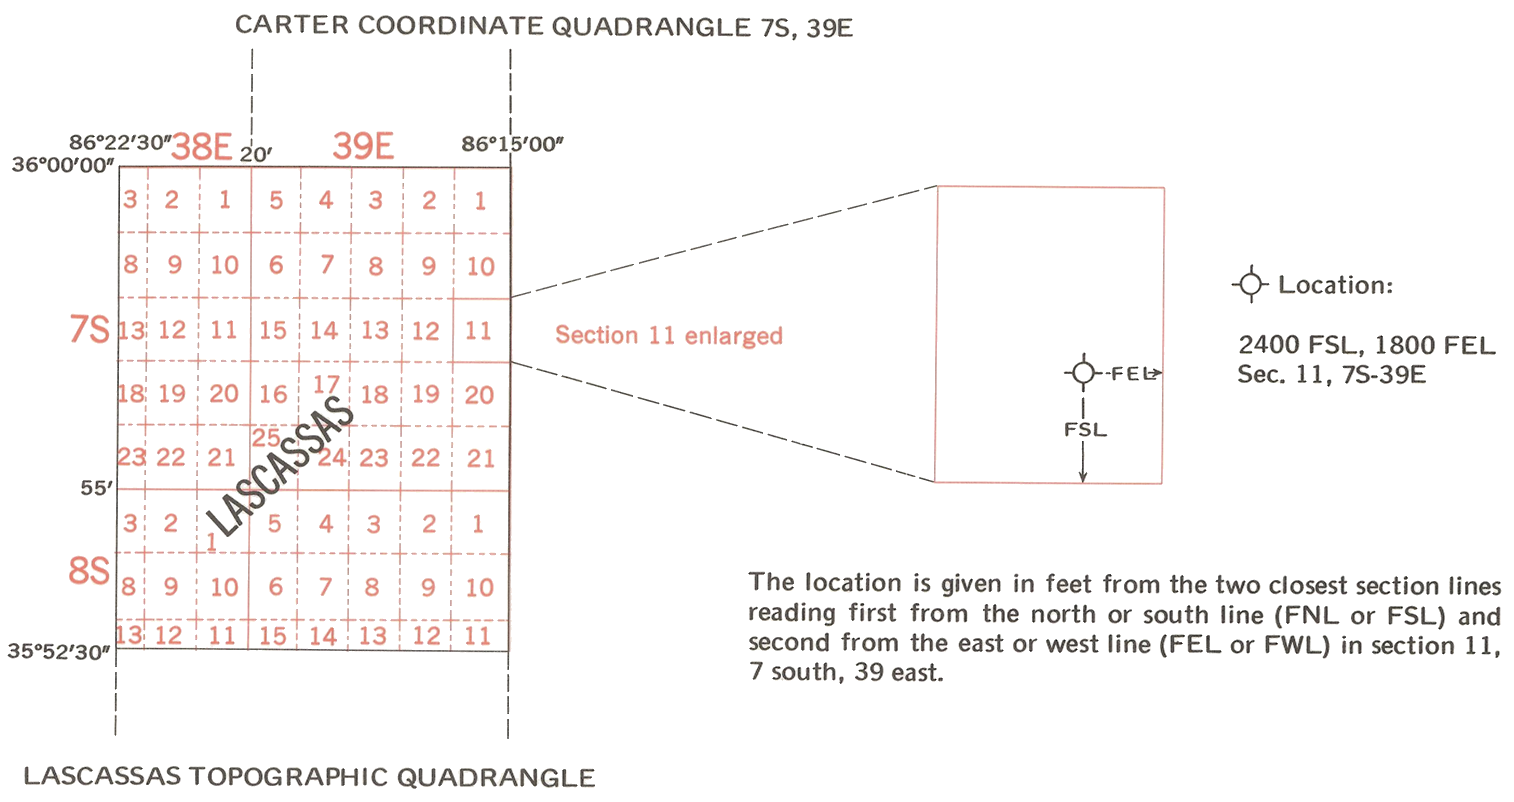 CARTER COORDINATE QUADRANGLE 7S, 39E
86°22′30″ 38E 20′ 39E 86°15′00″
36°00′00″
3 2 1 5 4 3 2 1
8 9 10 6 7 8 9 10
7S 13 12 11 15 14 13 12 11
18 19 20 16 17 18 19 20
23 22 21 25 24 23 22 21
LASCASSAS
55′
3 2 1 5 4 3 2 1
8S 8 9 10 6 7 8 9 10
13 12 11 15 14 13 12 11
35°52′30″
LASCASSAS TOPOGRAPHIC QUADRANGLE
Section 11 enlarged
FEL
FSL
Location:
2400 FSL, 1800 FEL
Sec. 11, 7S-39E
The location is given in feet from the two closest section lines
reading first from the north or south line (FNL or FSL) and
second from the east or west line (FEL or FWL) in section 11,
7 south, 39 east.